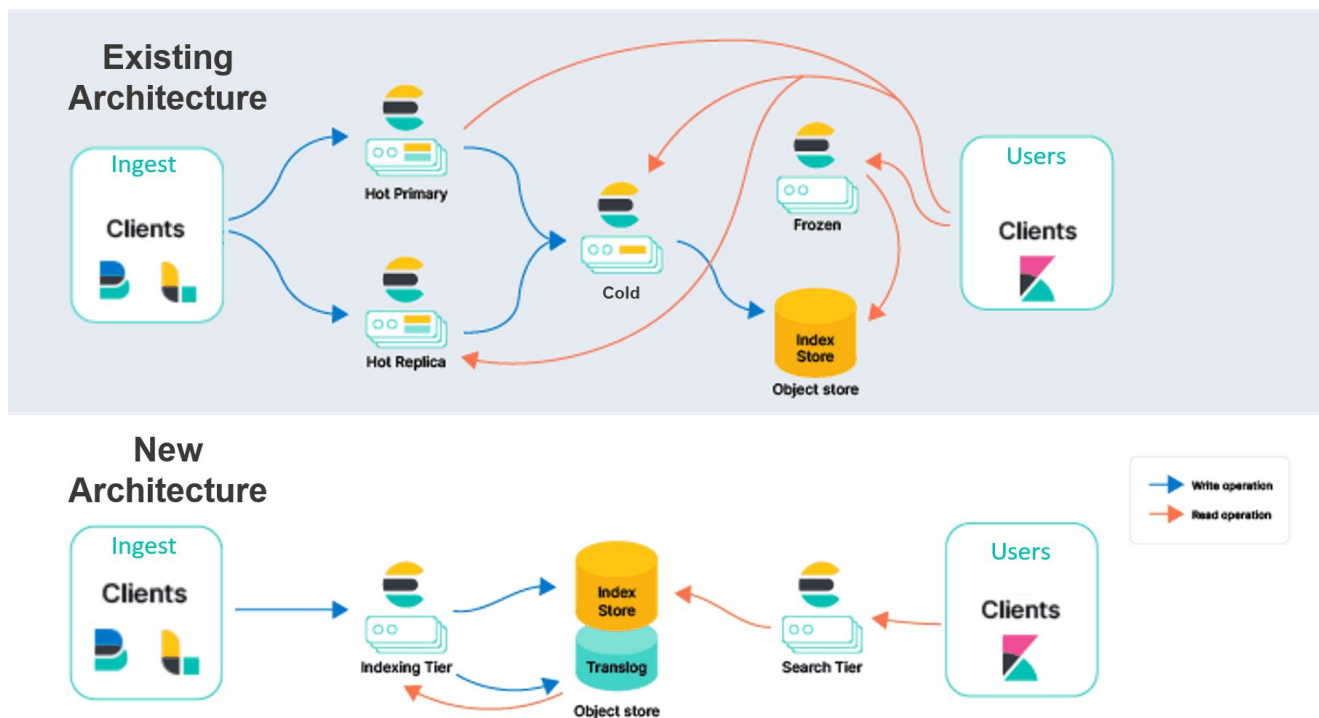 Existing
Architecture
Ingest
Clients
Hot Primary
Hot Replica
Cold
Frozen
Index
Store
Object store
Users
Clients
New
Architecture
Write operation
Read operation
Ingest
Clients
Indexing Tier
Index
Store
Translog
Object store
Search Tier
Users
Clients